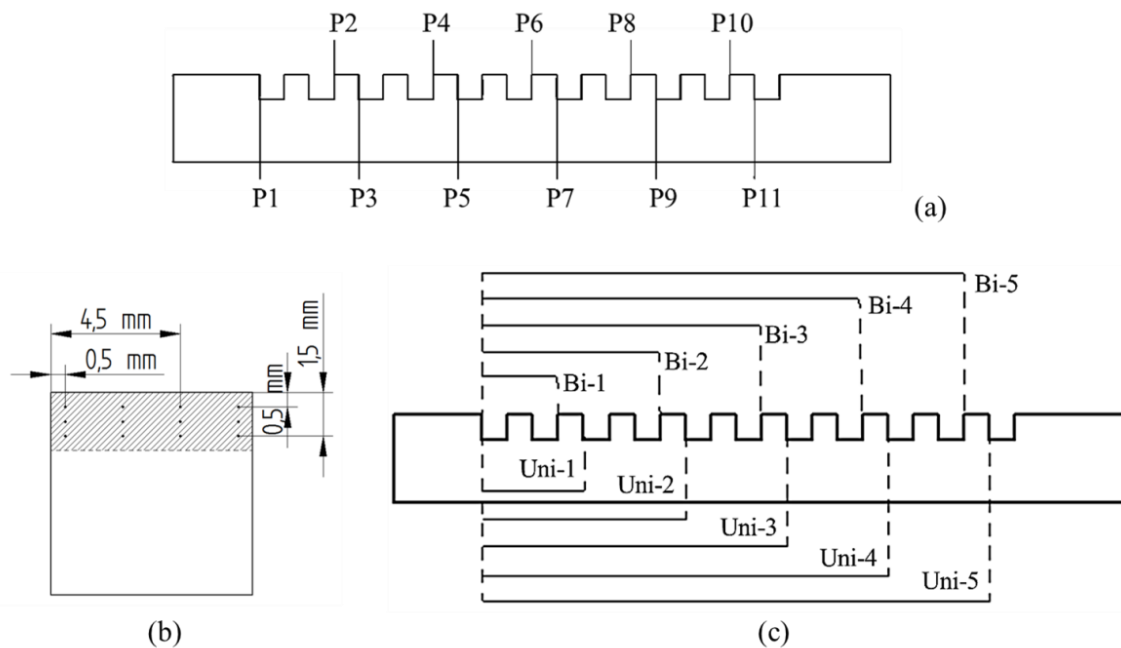 P2 P4 P6 P8 P10
P1 P3 P5 P7 P9 P11
(a)
4,5 mm
0,5 mm
1,5 mm
0,5 mm
(b)
Bi-5
Bi-4
Bi-3
Bi-2
Bi-1
Uni-1
Uni-2
Uni-3
Uni-4
Uni-5
(c)